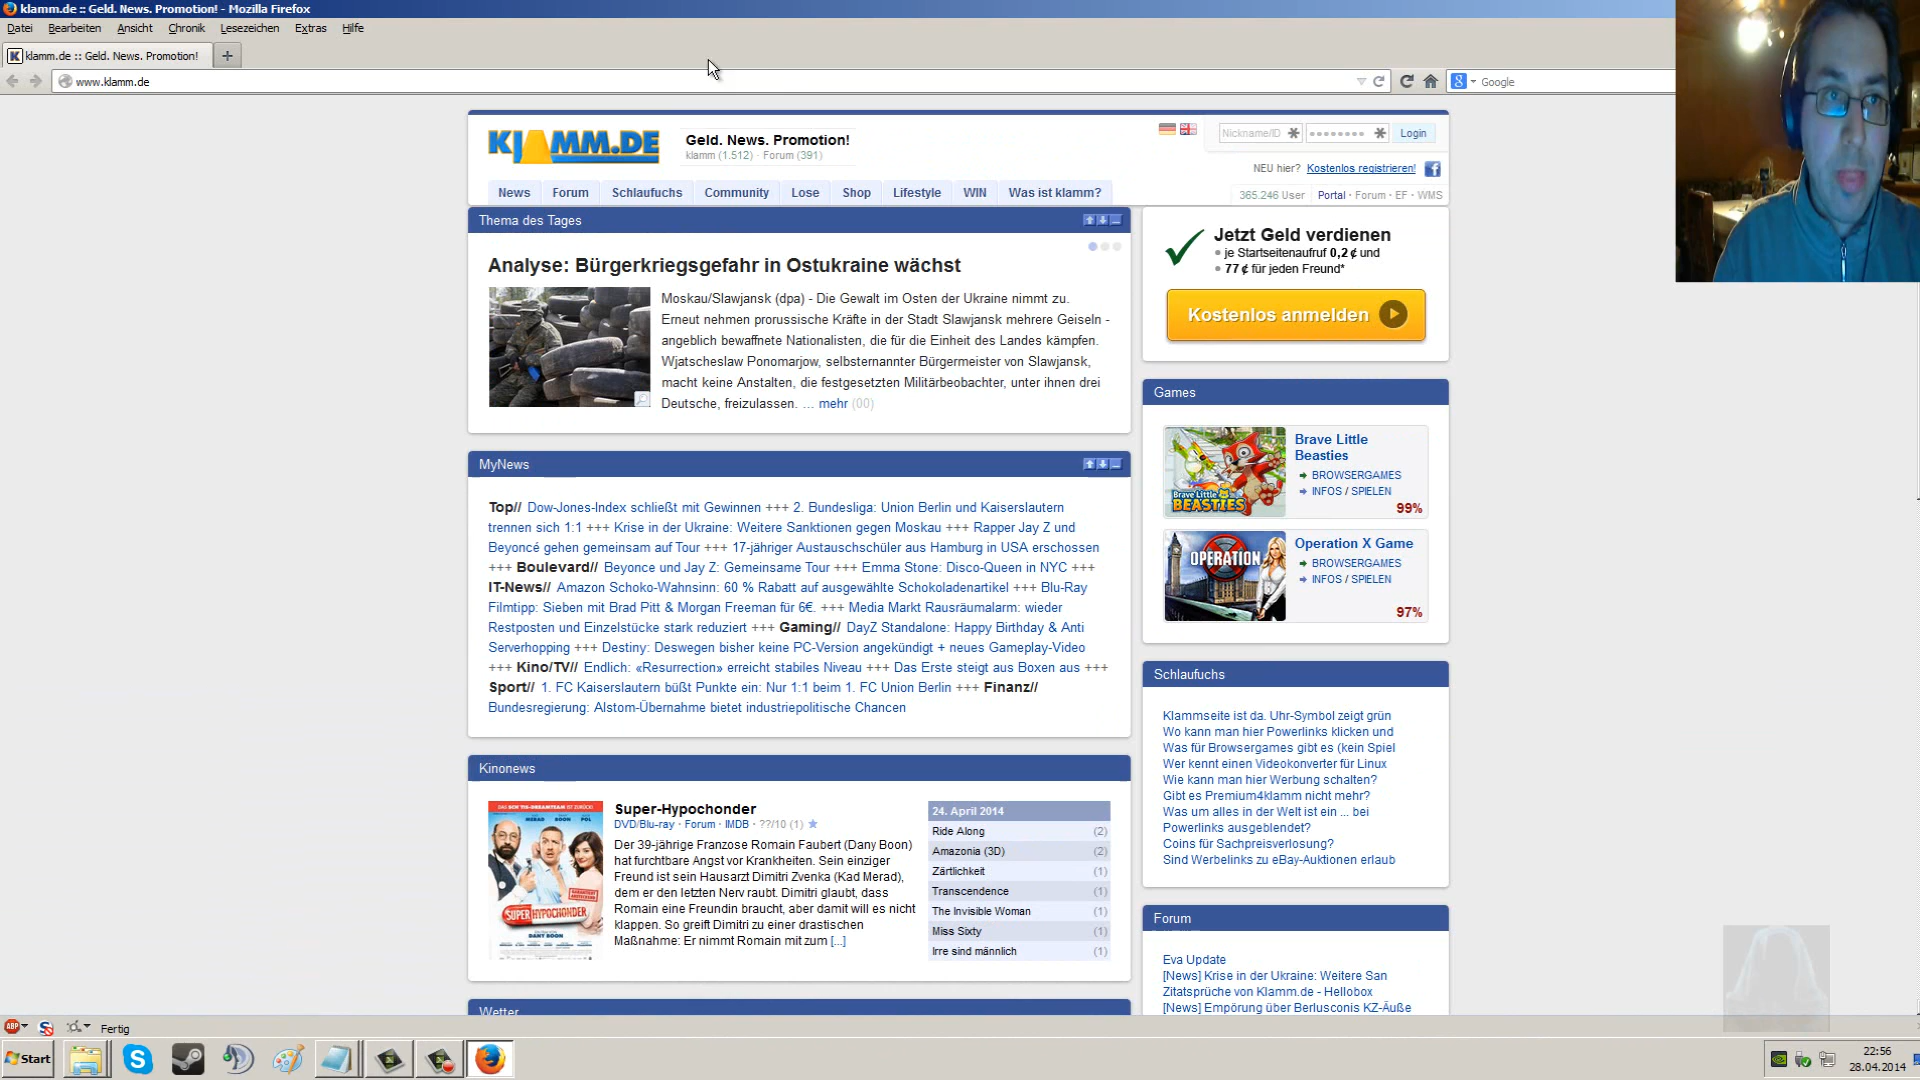 klamm.de :: Geld. News. Promotion! - Mozilla Firefox
Datei Bearbeiten Ansicht Chronik Lesezeichen Extras Hilfe
klamm.de :: Geld. News. Promotion!
www.klamm.de
Google
KLAMM.DE
Geld. News. Promotion!
klamm (1.512) · Forum (391)
Nickname/ID
Login
NEU hier? Kostenlos registrieren!
News Forum Schlaufuchs Community Lose Shop Lifestyle WIN Was ist klamm?
365.246 User Portal · Forum · EF · WMS
Thema des Tages
Analyse: Bürgerkriegsgefahr in Ostukraine wächst
Moskau/Slawjansk (dpa) - Die Gewalt im Osten der Ukraine nimmt zu.
Erneut nehmen prorussische Kräfte in der Stadt Slawjansk mehrere Geiseln -
angeblich bewaffnete Nationalisten, die für die Einheit des Landes kämpfen.
Wjatscheslaw Ponomarjow, selbsternannter Bürgermeister von Slawjansk,
macht keine Anstalten, die festgesetzten Militärbeobachter, unter ihnen drei
Deutsche, freizulassen. ... mehr (00)
Jetzt Geld verdienen
je Startseitenaufruf 0,2 ¢ und
77 ¢ für jeden Freund*
Kostenlos anmelden
Games
Brave Little
Beasties
BROWSERGAMES
INFOS / SPIELEN
99%
Brave Little
BEASTIES
Operation X Game
BROWSERGAMES
INFOS / SPIELEN
97%
OPERATION
MyNews
Top// Dow-Jones-Index schließt mit Gewinnen +++ 2. Bundesliga: Union Berlin und Kaiserslautern
trennen sich 1:1 +++ Krise in der Ukraine: Weitere Sanktionen gegen Moskau +++ Rapper Jay Z und
Beyoncé gehen gemeinsam auf Tour +++ 17-jähriger Austauschschüler aus Hamburg in USA erschossen
+++ Boulevard// Beyonce und Jay Z: Gemeinsame Tour +++ Emma Stone: Disco-Queen in NYC +++
IT-News// Amazon Schoko-Wahnsinn: 60 % Rabatt auf ausgewählte Schokoladenartikel +++ Blu-Ray
Filmtipp: Sieben mit Brad Pitt & Morgan Freeman für 6€. +++ Media Markt Rausräumalarm: wieder
Restposten und Einzelstücke stark reduziert +++ Gaming// DayZ Standalone: Happy Birthday & Anti
Serverhopping +++ Destiny: Deswegen bisher keine PC-Version angekündigt + neues Gameplay-Video
+++ Kino/TV// Endlich: «Resurrection» erreicht stabiles Niveau +++ Das Erste steigt aus Boxen aus +++
Sport// 1. FC Kaiserslautern büßt Punkte ein: Nur 1:1 beim 1. FC Union Berlin +++ Finanz//
Bundesregierung: Alstom-Übernahme bietet industriepolitische Chancen
Schlaufuchs
Klammseite ist da. Uhr-Symbol zeigt grün
Wo kann man hier Powerlinks klicken und
Was für Browsergames gibt es (kein Spiel
Wer kennt einen Videokonverter für Linux
Wie kann man hier Werbung schalten?
Gibt es Premium4klamm nicht mehr?
Was um alles in der Welt ist ein ... bei
Powerlinks ausgeblendet?
Coins für Sachpreisverlosung?
Sind Werbelinks zu eBay-Auktionen erlaub
Kinonews
Super-Hypochonder
DVD/Blu-ray · Forum · IMDB · ??/10 (1)
Der 39-jährige Franzose Romain Faubert (Dany Boon)
hat furchtbare Angst vor Krankheiten. Sein einziger
Freund ist sein Hausarzt Dimitri Zvenka (Kad Merad),
dem er den letzten Nerv raubt. Dimitri glaubt, dass
Romain eine Freundin braucht, aber damit will es nicht
klappen. So greift Dimitri zu einer drastischen
Maßnahme: Er nimmt Romain mit zum [...]
SUPER HYPOCHONDER
DANY BOON
24. April 2014
Ride Along (2)
Amazonia (3D) (2)
Zärtlichkeit (1)
Transcendence (1)
The Invisible Woman (1)
Miss Sixty (1)
Irre sind männlich (1)
Forum
Eva Update
[News] Krise in der Ukraine: Weitere San
Zitatsprüche von Klamm.de - Hellobox
[News] Empörung über Berlusconis KZ-Äuße
Wetter
ABP
Fertig
Start
22:56
28.04.2014